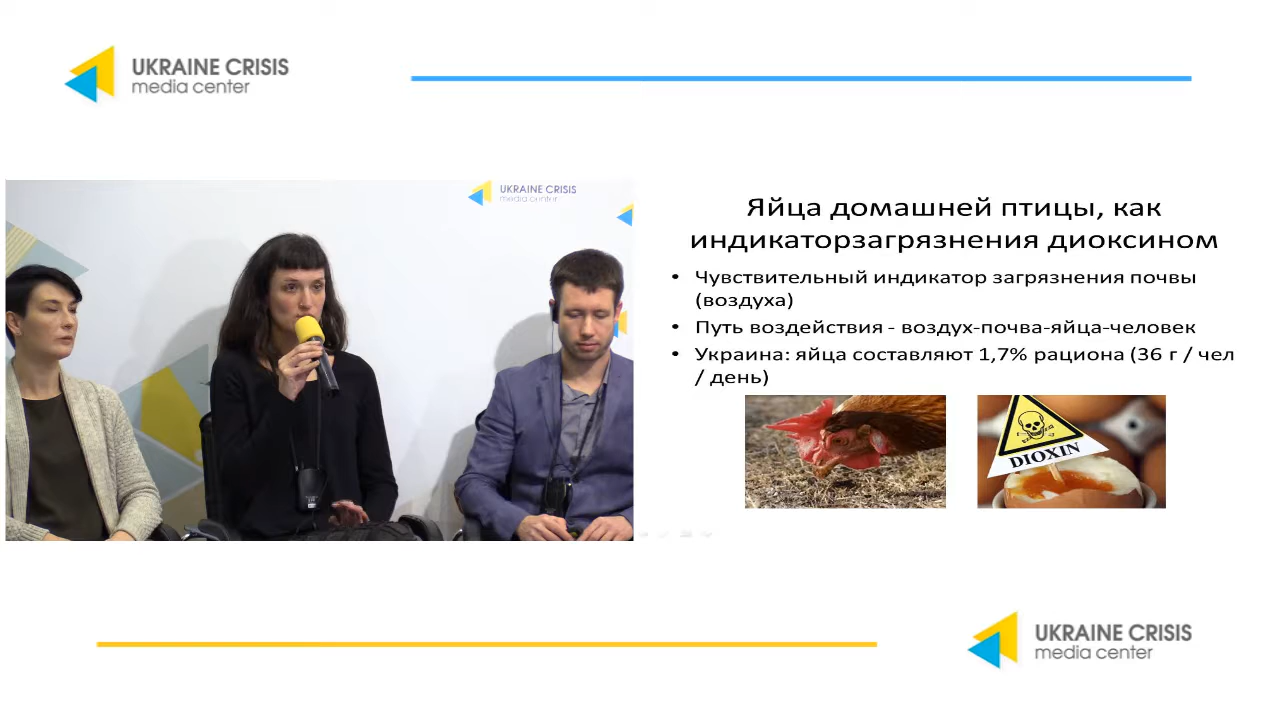 UKRAINE CRISIS
media center
UKRAINE CRISIS
media center
Яйца домашней птицы, как
индикаторзагрязнения диоксином
• Чувствительный индикатор загрязнения почвы
(воздуха)
• Путь воздействия - воздух-почва-яйца-человек
• Украина: яйца составляют 1,7% рациона (36 г / чел
/ день)
DIOXIN
UKRAINE CRISIS
media center